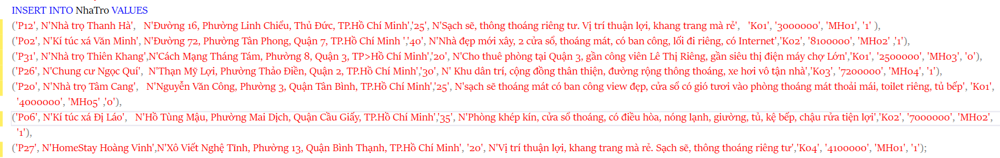 INSERT INTO NhaTro VALUES
('P12', N'Nhà trọ Thanh Hà', N'Đường 16, Phường Linh Chiểu, Thủ Đức, TP.Hồ Chí Minh','25', N'Sạch sẽ, thông thoáng riêng tư. Vị trí thuận lợi, khang trang mà rẻ', 'K01', '3000000', 'MH01', '1' ),
('P02', N'Kí túc xá Văn Minh', N'Đường 72, Phường Tân Phong, Quận 7, TP.Hồ Chí Minh ','40', N'Nhà đẹp mới xây, 2 cửa sổ, thoáng mát, có ban công, lối đi riêng, có Internet','K02', '8100000', 'MH02' ,'1'),
('P31', N'Nhà trọ Thiên Khang',N'Cách Mạng Tháng Tám, Phường 8, Quận 3, TP>Hồ Chí Minh','20', N'Cho thuê phòng tại Quận 3, gần công viên Lê Thị Riêng, gần siêu thị điện máy chợ Lớn','K01', '2500000', 'MH03', '0'),
('P26', N'Chung cư Ngọc Quí', N'Thạn Mỹ Lợi, Phường Thảo Điền, Quận 2, TP.Hồ Chí Minh','30', N' Khu dân trí, cộng đồng thân thiện, đường rộng thông thoáng, xe hơi vô tận nhà','K03', '7200000', 'MH04', '1'),
('P20', N'Nhà trọ Tâm Cang', N'Nguyễn Văn Công, Phường 3, Quận Tân Bình, TP.Hồ Chí Minh','25', N'sạch sẽ thoáng mát có ban công view đẹp, cửa sổ có gió tươi vào phòng thoáng mát thoải mái, toilet riêng, tủ bếp', 'K01',
'4000000', 'MH05' ,'0'),
('P06', N'Kí túc xá Đị Láo', N'Hồ Tùng Mậu, Phường Mai Dịch, Quận Cầu Giấy, TP.Hồ Chí Minh','35', N'Phòng khép kín, cửa sổ thoáng, có điều hòa, nóng lạnh, giường, tủ, kệ bếp, chậu rửa tiện lợi','K02', '7000000', 'MH02',
'1'),
('P27', N'HomeStay Hoàng Vinh',N'Xô Viết Nghệ Tĩnh, Phường 13, Quận Bình Thạnh, TP.Hồ Chí Minh', '20', N'Vị trí thuận lợi, khang trang mà rẻ. Sạch sẽ, thông thoáng riêng tư','K04', '4100000', 'MH01', '1');